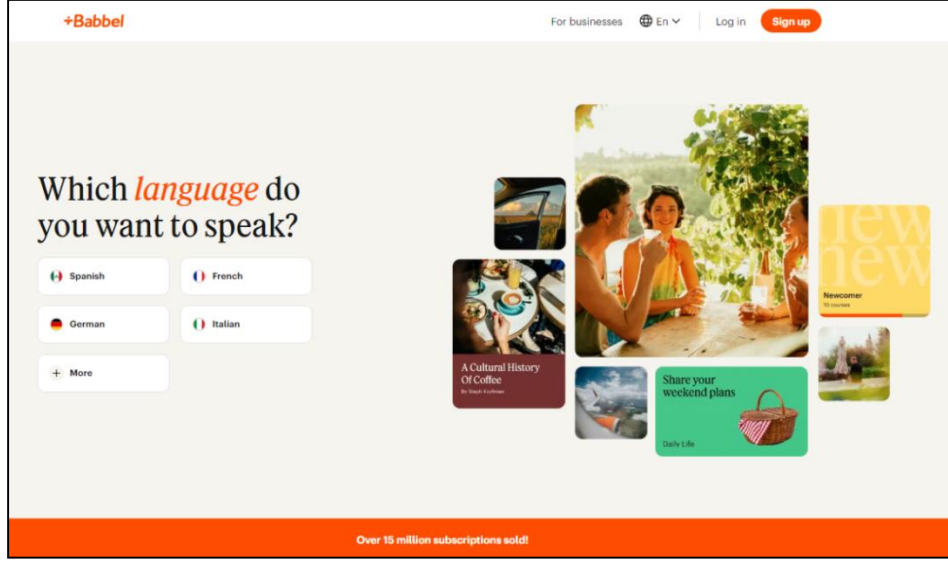 +Babbel
For businesses
En
Log in
Sign up
Which language do
you want to speak?
Spanish
French
German
Italian
More
new
new
Newcomer
10 courses
A Cultural History
Of Coffee
Share your
weekend plans
Daily Life
Over 15 million subscriptions sold!